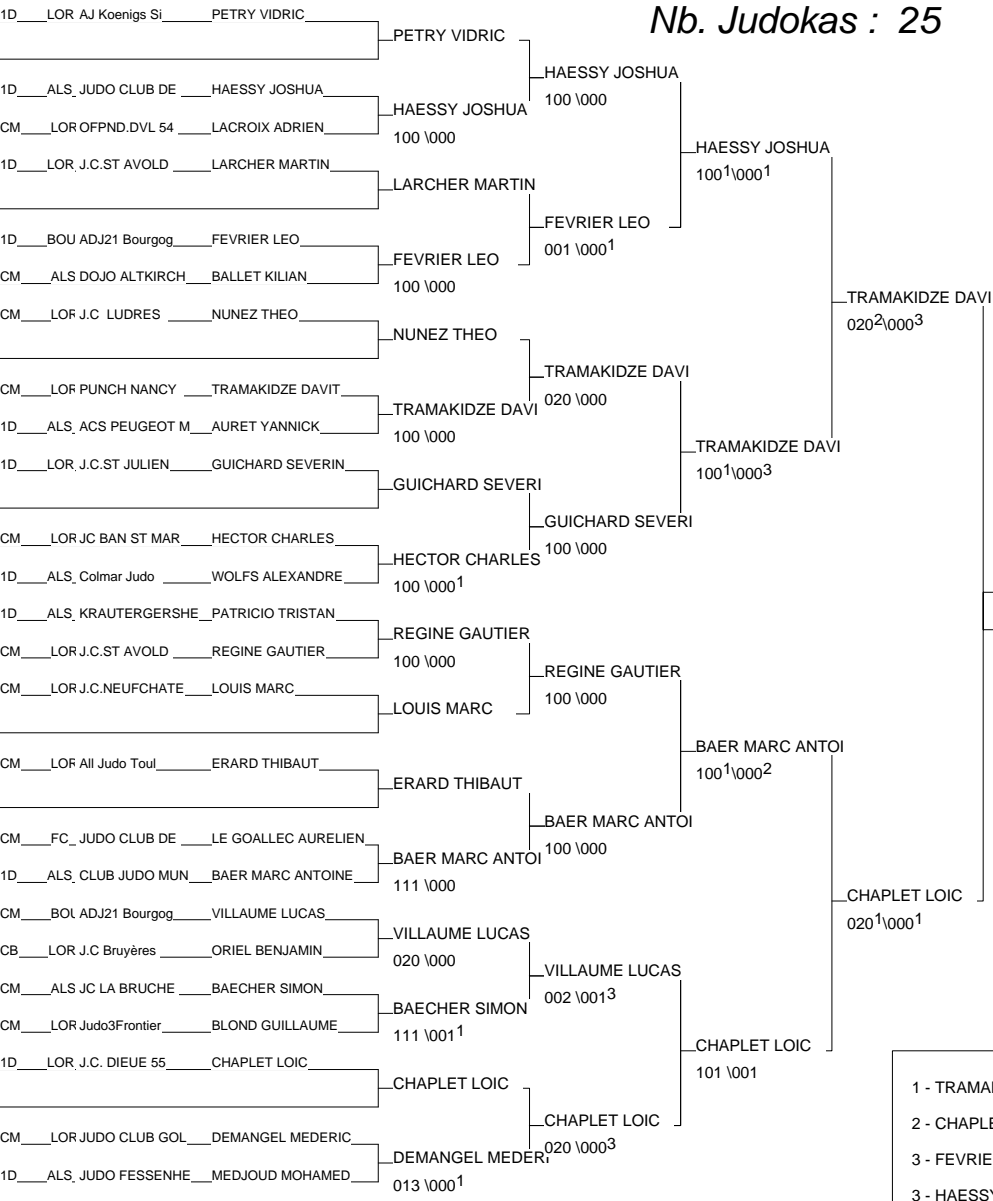 Nb. Judokas : 25
1D LOR AJ Koenigs Si PETRY VIDRIC
PETRY VIDRIC
HAESSY JOSHUA
100 \000
1D ALS JUDO CLUB DE HAESSY JOSHUA
HAESSY JOSHUA
100 \000
CM LOR OFPND.DVL 54 LACROIX ADRIEN
HAESSY JOSHUA
100¹\000¹
1D LOR J.C.ST AVOLD LARCHER MARTIN
LARCHER MARTIN
FEVRIER LEO
001 \000¹
1D BOU ADJ21 Bourgog FEVRIER LEO
FEVRIER LEO
100 \000
CM ALS DOJO ALTKIRCH BALLET KILIAN
TRAMAKIDZE DAVI
020²\000³
CM LOR J.C LUDRES NUNEZ THEO
NUNEZ THEO
TRAMAKIDZE DAVI
020 \000
CM LOR PUNCH NANCY TRAMAKIDZE DAVIT
TRAMAKIDZE DAVI
100 \000
1D ALS ACS PEUGEOT M AURET YANNICK
TRAMAKIDZE DAVI
100¹\000³
1D LOR J.C.ST JULIEN GUICHARD SEVERIN
GUICHARD SEVERI
GUICHARD SEVERI
100 \000
CM LOR JC BAN ST MAR HECTOR CHARLES
HECTOR CHARLES
100 \000¹
1D ALS Colmar Judo WOLFS ALEXANDRE
1D ALS KRAUTERGERSHE PATRICIO TRISTAN
REGINE GAUTIER
100 \000
CM LOR J.C.ST AVOLD REGINE GAUTIER
REGINE GAUTIER
100 \000
CM LOR J.C.NEUFCHATE LOUIS MARC
LOUIS MARC
BAER MARC ANTOI
100¹\000²
CM LOR All Judo Toul ERARD THIBAUT
ERARD THIBAUT
BAER MARC ANTOI
100 \000
CM FC JUDO CLUB DE LE GOALLEC AURELIEN
BAER MARC ANTOI
111 \000
1D ALS CLUB JUDO MUN BAER MARC ANTOINE
CHAPLET LOIC
020¹\000¹
CM BOU ADJ21 Bourgog VILLAUME LUCAS
VILLAUME LUCAS
020 \000
CB LOR J.C Bruyères ORIEL BENJAMIN
VILLAUME LUCAS
002 \001³
CM ALS JC LA BRUCHE BAECHER SIMON
BAECHER SIMON
111 \001¹
CM LOR Judo3Frontier BLOND GUILLAUME
CHAPLET LOIC
101 \001
1D LOR J.C. DIEUE 55 CHAPLET LOIC
CHAPLET LOIC
CHAPLET LOIC
020 \000³
CM LOR JUDO CLUB GOL DEMANGEL MEDERIC
DEMANGEL MEDERI
013 \000¹
1D ALS JUDO FESSENHE MEDJOUD MOHAMED
1 - TRAMA
2 - CHAPLE
3 - FEVRIE
3 - HAESSY